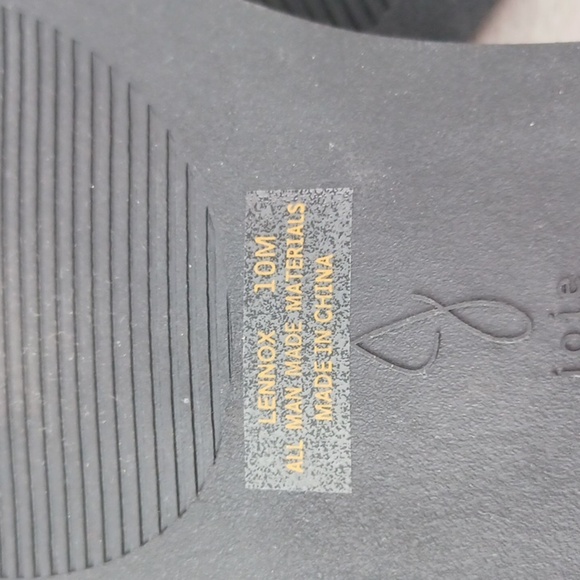 LENNOX 10M
ALL MAN MADE MATERIALS
MADE IN CHINA